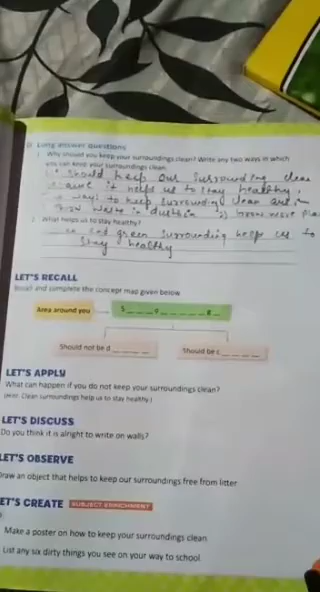 D. Long answer questions
1. Why should you keep your surroundings clean? Write any two ways in which
you can keep your surroundings clean.
should keep our surrounding clean
it helps us to stay healthy.
ways to keep surrounding clean are
waste in dustbin ii) grow more pla
2. What helps us to stay healthy?
and green surrounding helps us to
stay healthy
LET'S RECALL
Recall and complete the concept map given below.
Area around you
S _ _ _ o _ _ _ _ _ _ g _
Should not be d _ _ _ _
Should be c _ _ _ _
LET'S APPLY
What can happen if you do not keep your surroundings clean?
(Hint: Clean surroundings help us to stay healthy.)
LET'S DISCUSS
Do you think it is alright to write on walls?
LET'S OBSERVE
Draw an object that helps to keep our surroundings free from litter
ET'S CREATE SUBJECT ENRICHMENT
Make a poster on how to keep your surroundings clean
List any six dirty things you see on your way to school.